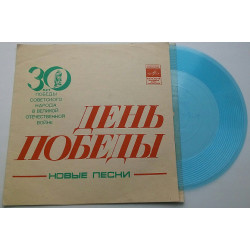 30
ЛЕТ
ПОБЕДЫ
СОВЕТСКОГО
НАРОДА
В ВЕЛИКОЙ
ОТЕЧЕСТВЕННОЙ
ВОЙНЕ
ДЕНЬ
ПОБЕДЫ
НОВЫЕ ПЕСНИ